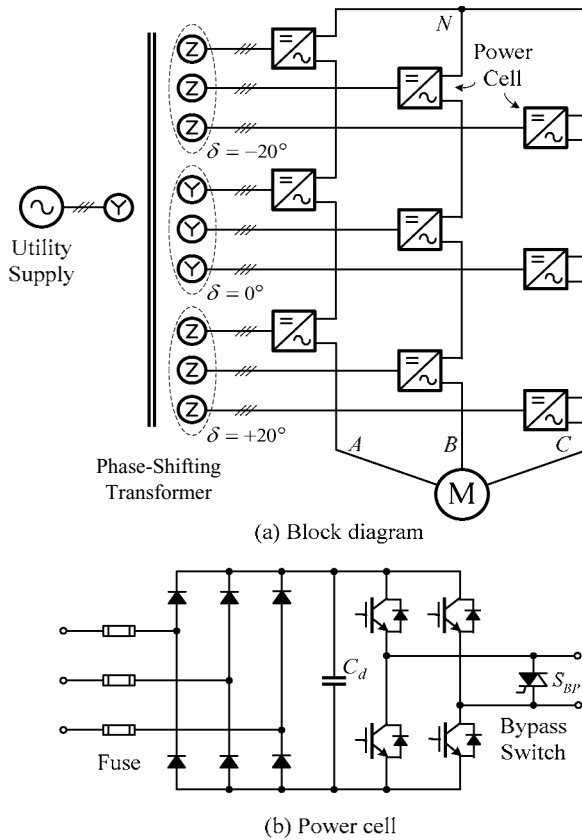 N
Power
Cell
Z
Z
Z
δ = −20°
Y
Y
Y
Y
δ = 0°
Utility
Supply
Z
Z
Z
δ = +20°
A
B
C
Phase-Shifting
Transformer
M
(a) Block diagram
C_d
S_BP
Fuse
Bypass
Switch
(b) Power cell